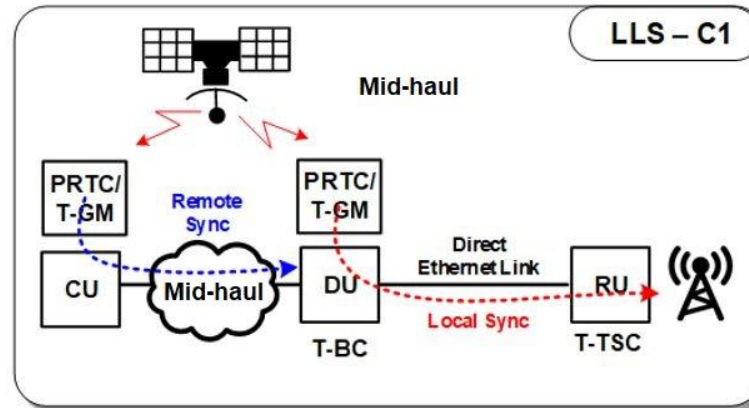 LLS – C1
Mid-haul
PRTC/
T-GM
PRTC/
T-GM
Remote
Sync
CU
Mid-haul
DU
Direct
Ethernet Link
RU
Local Sync
T-BC
T-TSC